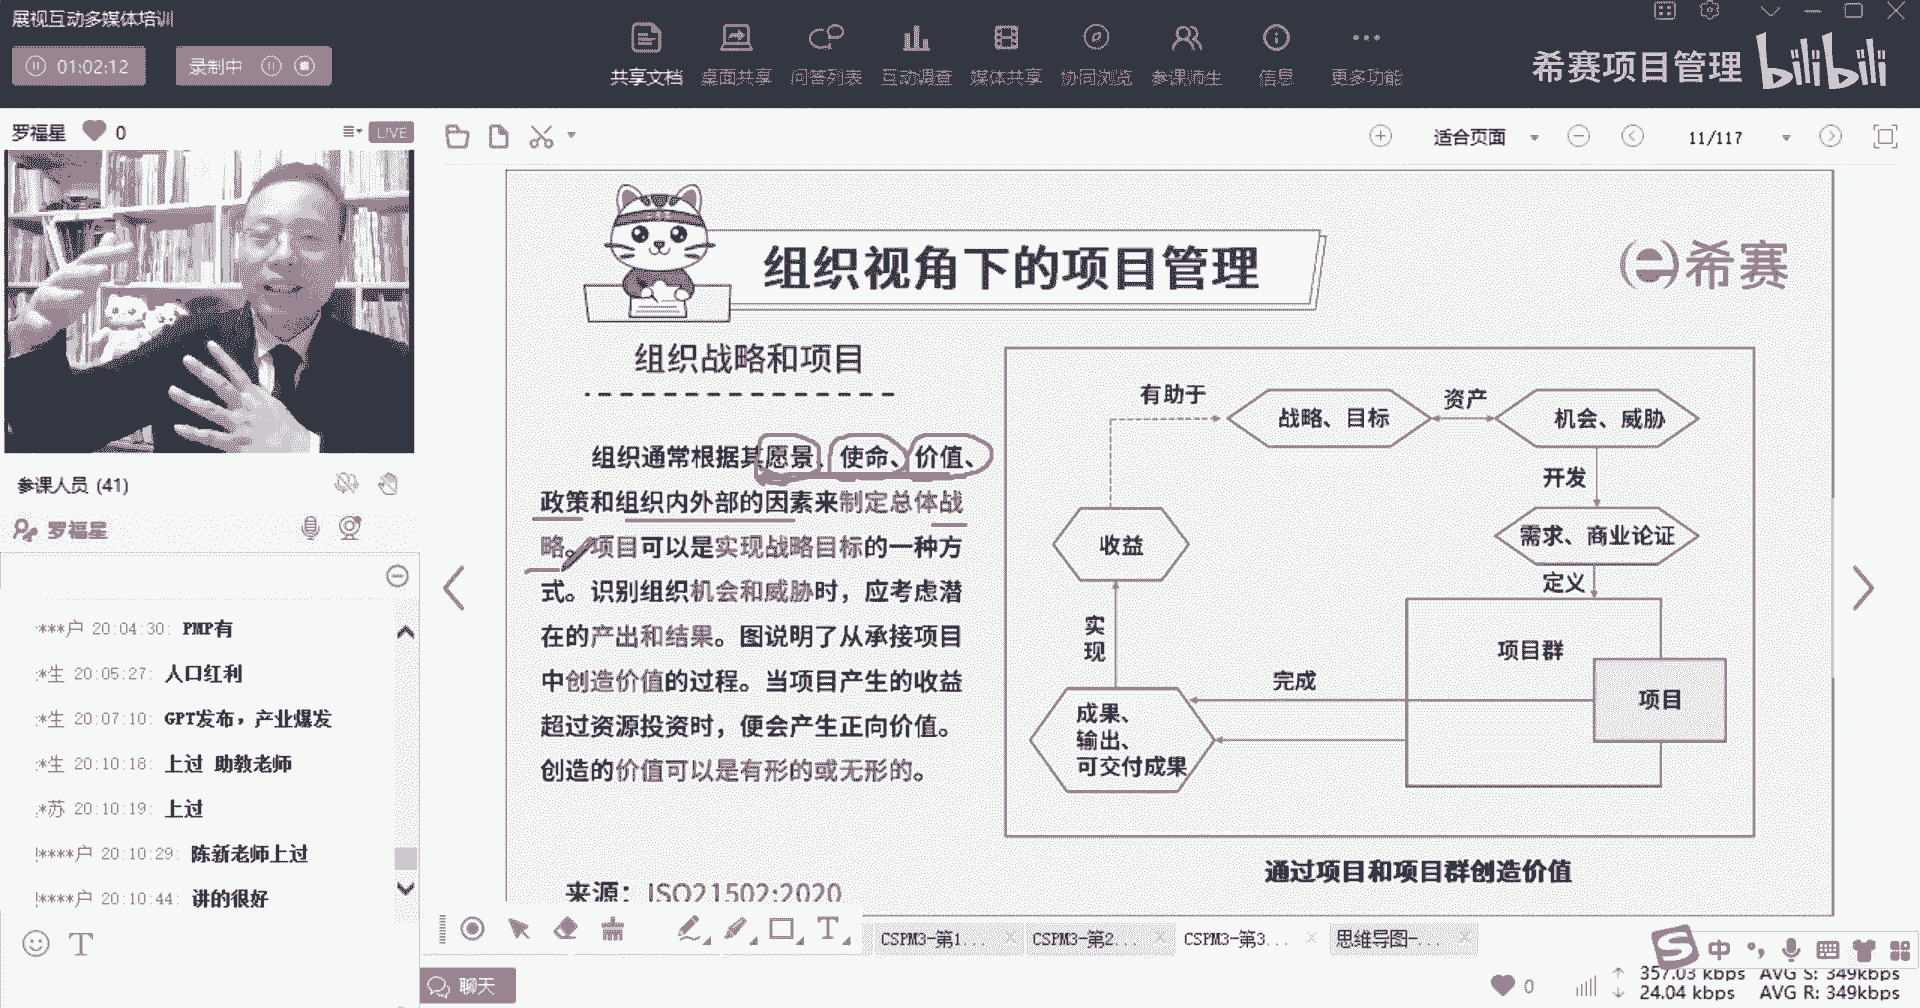 展视互动多媒体培训
01:02:12
录制中
共享文档
桌面共享
问答列表
互动调查
媒体共享
协同浏览
参课师生
信息
更多功能
希赛项目管理
bilibili
罗福星 0
LIVE
适合页面
11/117
参课人员 (41)
罗福星
***户 20:04:30: PMP有
:*生 20:05:27: 人口红利
:*生 20:07:10: GPT发布，产业爆发
:*生 20:10:18: 上过 助教老师
.*苏 20:10:19: 上过
!****户 20:10:29: 陈新老师上过
!****户 20:10:44: 讲的很好
T
聊天
组织视角下的项目管理
希赛
组织战略和项目
组织通常根据其愿景、使命、价值、
政策和组织内外部的因素来制定总体战
略。项目可以是实现战略目标的一种方
式。识别组织机会和威胁时，应考虑潜
在的产出和结果。图说明了从承接项目
中创造价值的过程。当项目产生的收益
超过资源投资时，便会产生正向价值。
创造的价值可以是有形的或无形的。
来源：ISO21502:2020
有助于
战略、目标
资产
机会、威胁
开发
需求、商业论证
定义
收益
实现
项目群
项目
完成
成果、
输出、
可交付成果
通过项目和项目群创造价值
T
CSPM3-第1...
CSPM3-第2...
CSPM3-第3...
思维导图-...
S 中
0
357.03 kbps AVG S: 349kbps
24.04 kbps AVG R: 349kbps